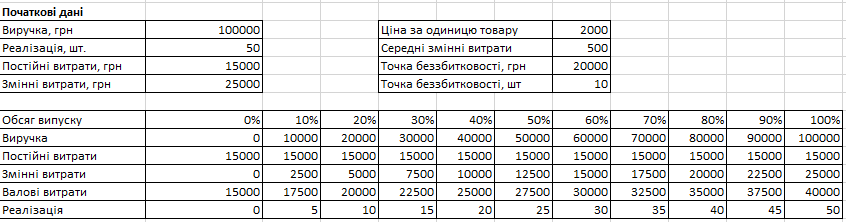 Початкові дані
Виручка, грн 100000 Ціна за одиницю товару 2000
Реалізація, шт. 50 Середні змінні витрати 500
Постійні витрати, грн 15000 Точка беззбитковості, грн 20000
Змінні витрати, грн 25000 Точка беззбитковості, шт 10
Обсяг випуску 0% 10% 20% 30% 40% 50% 60% 70% 80% 90% 100%
Виручка 0 10000 20000 30000 40000 50000 60000 70000 80000 90000 100000
Постійні витрати 15000 15000 15000 15000 15000 15000 15000 15000 15000 15000 15000
Змінні витрати 0 2500 5000 7500 10000 12500 15000 17500 20000 22500 25000
Валові витрати 15000 17500 20000 22500 25000 27500 30000 32500 35000 37500 40000
Реалізація 0 5 10 15 20 25 30 35 40 45 50